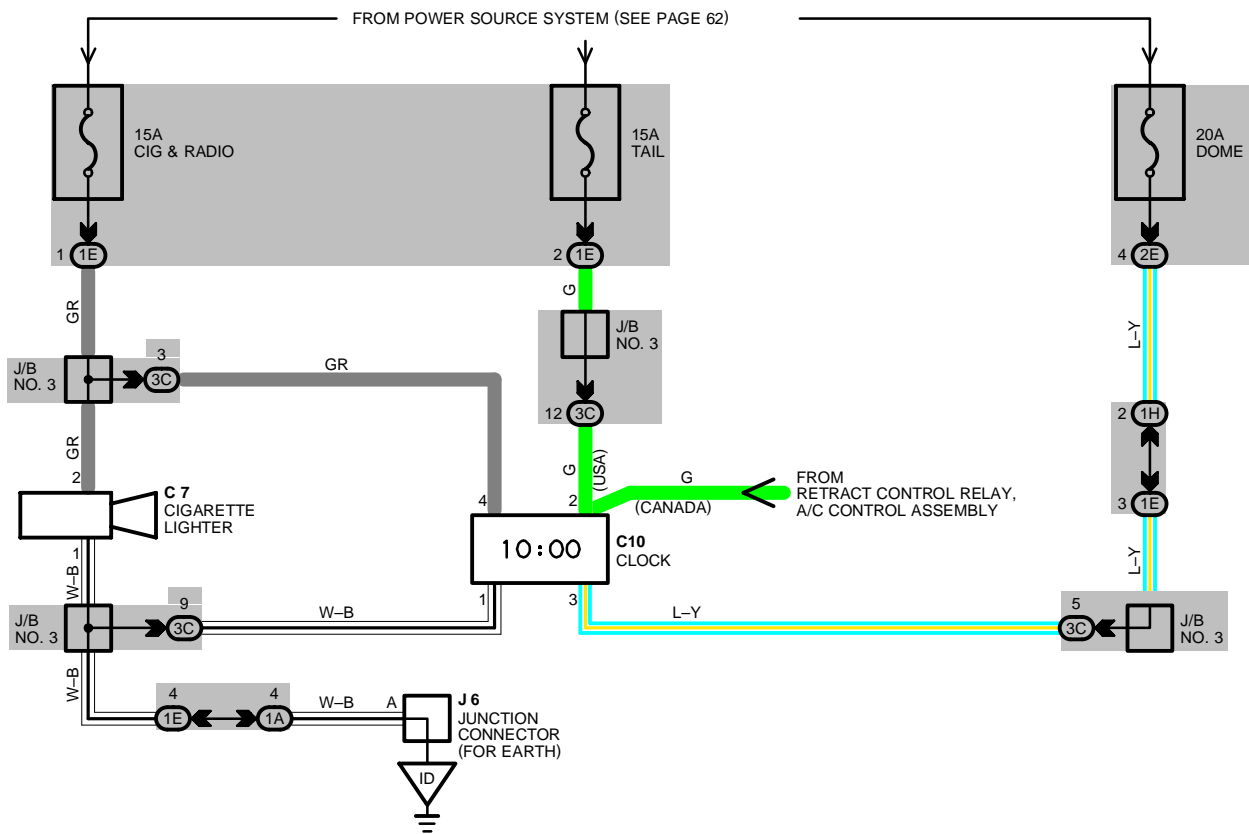 FROM POWER SOURCE SYSTEM (SEE PAGE 62)
15A
CIG & RADIO
15A
TAIL
20A
DOME
1 1E
2 1E
4 2E
GR
G
L–Y
J/B
NO. 3
3
3C
GR
J/B
NO. 3
12 3C
2 1H
GR
G
(USA)
G
(CANADA)
FROM
RETRACT CONTROL RELAY,
A/C CONTROL ASSEMBLY
3 1E
2
C 7
CIGARETTE
LIGHTER
4
2
10:00
C10
CLOCK
L–Y
1
W–B
1
3
J/B
NO. 3
9
3C
W–B
L–Y
5
3C
J/B
NO. 3
W–B
4
1E
4
1A
W–B
A
J 6
JUNCTION
CONNECTOR
(FOR EARTH)
ID